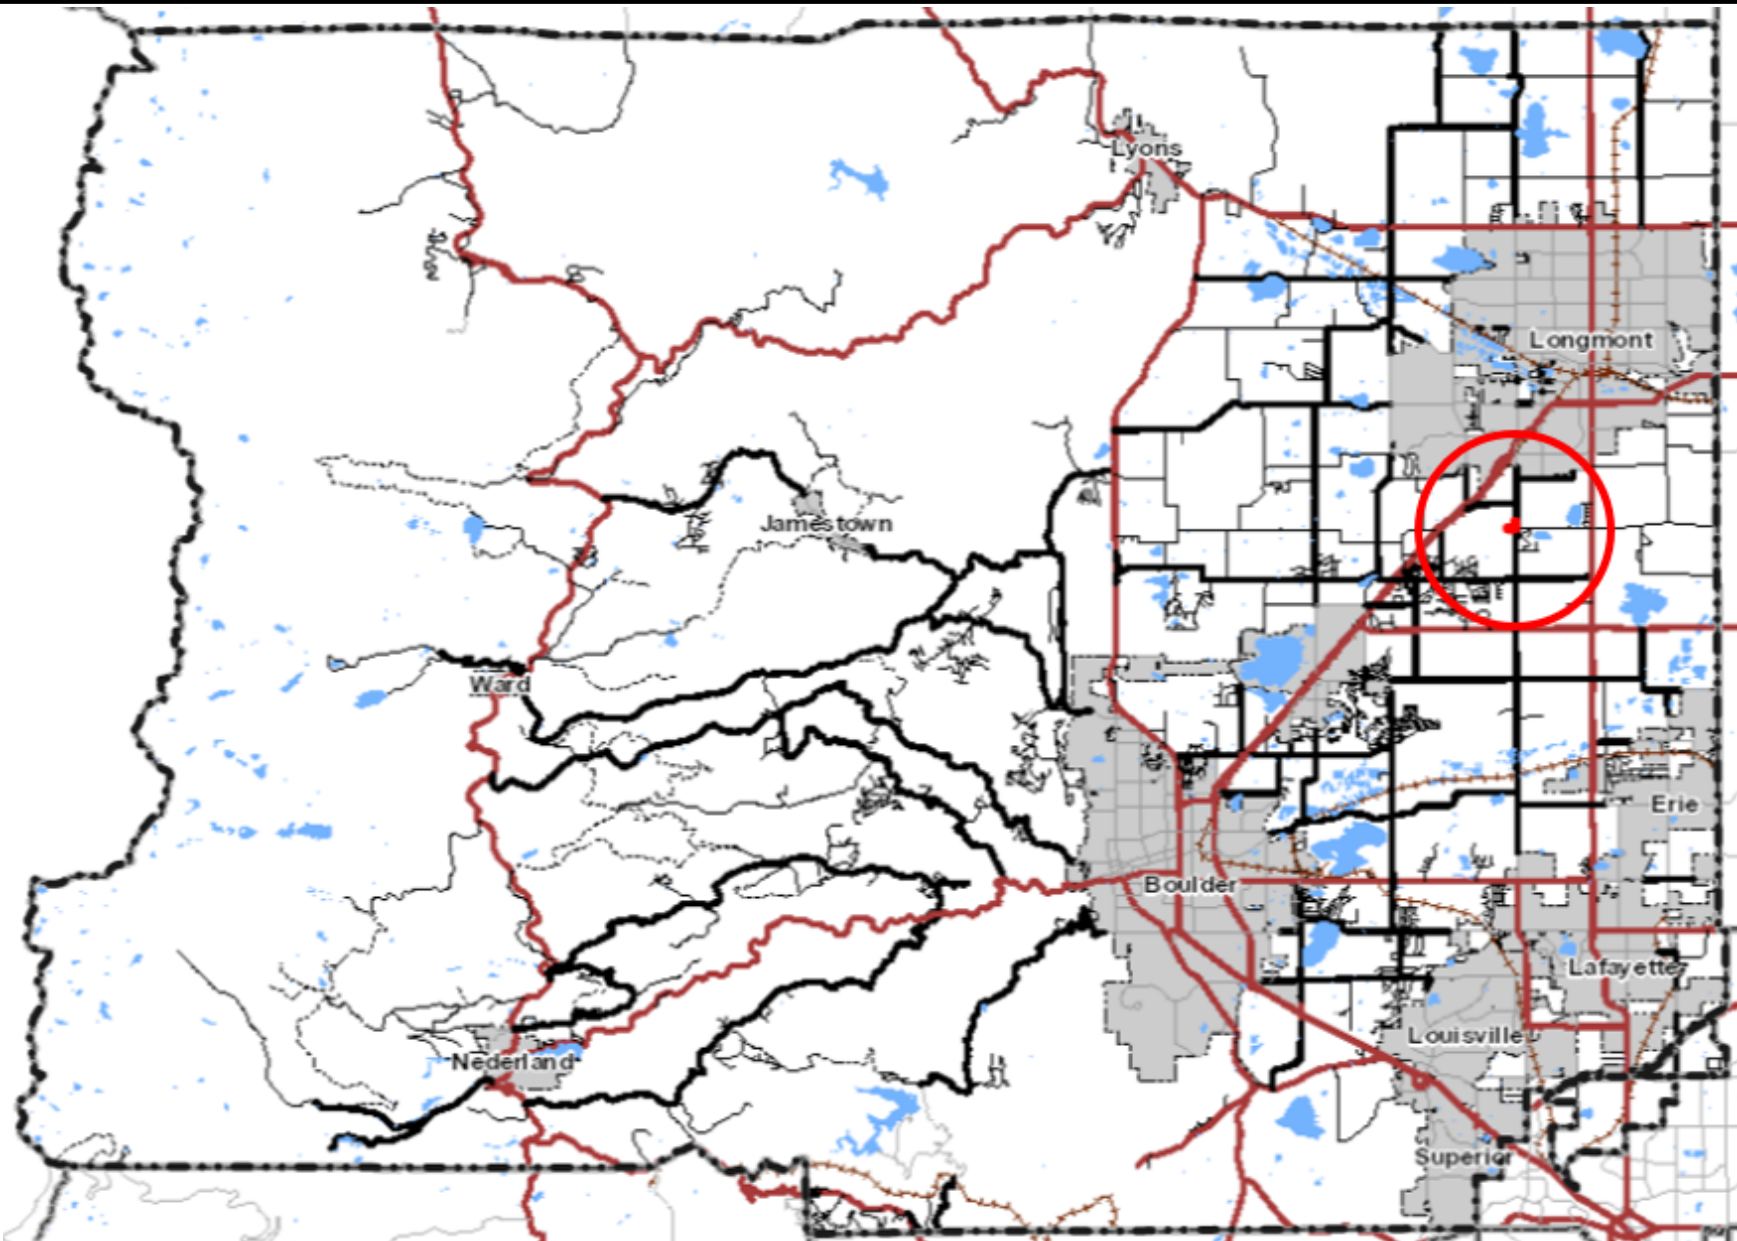 Lyons
Longmont
Jamestown
Ward
Erie
Boulder
Lafayette
Louisville
Nederland
Superior